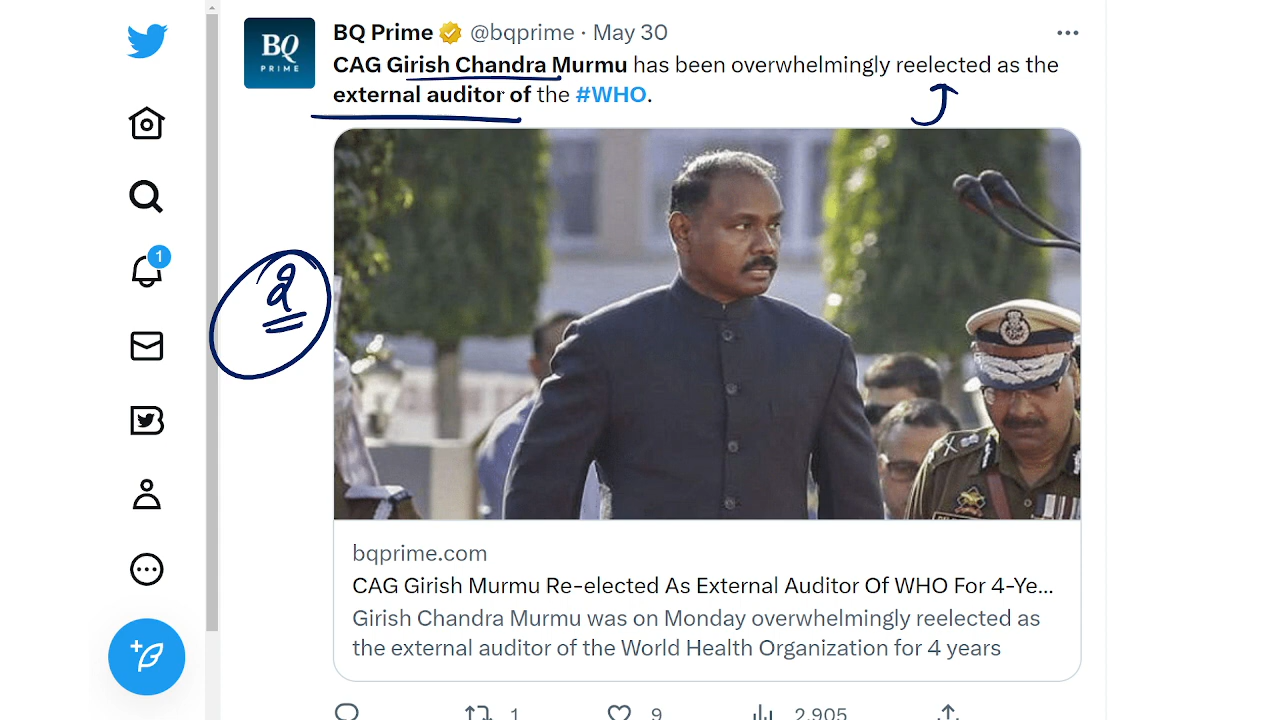 BQ Prime @bqprime · May 30
BQ
PRIME
CAG Girish Chandra Murmu has been overwhelmingly reelected as the
external auditor of the #WHO.
1
bqprime.com
CAG Girish Murmu Re-elected As External Auditor Of WHO For 4-Ye...
Girish Chandra Murmu was on Monday overwhelmingly reelected as
the external auditor of the World Health Organization for 4 years
1 9 2,905